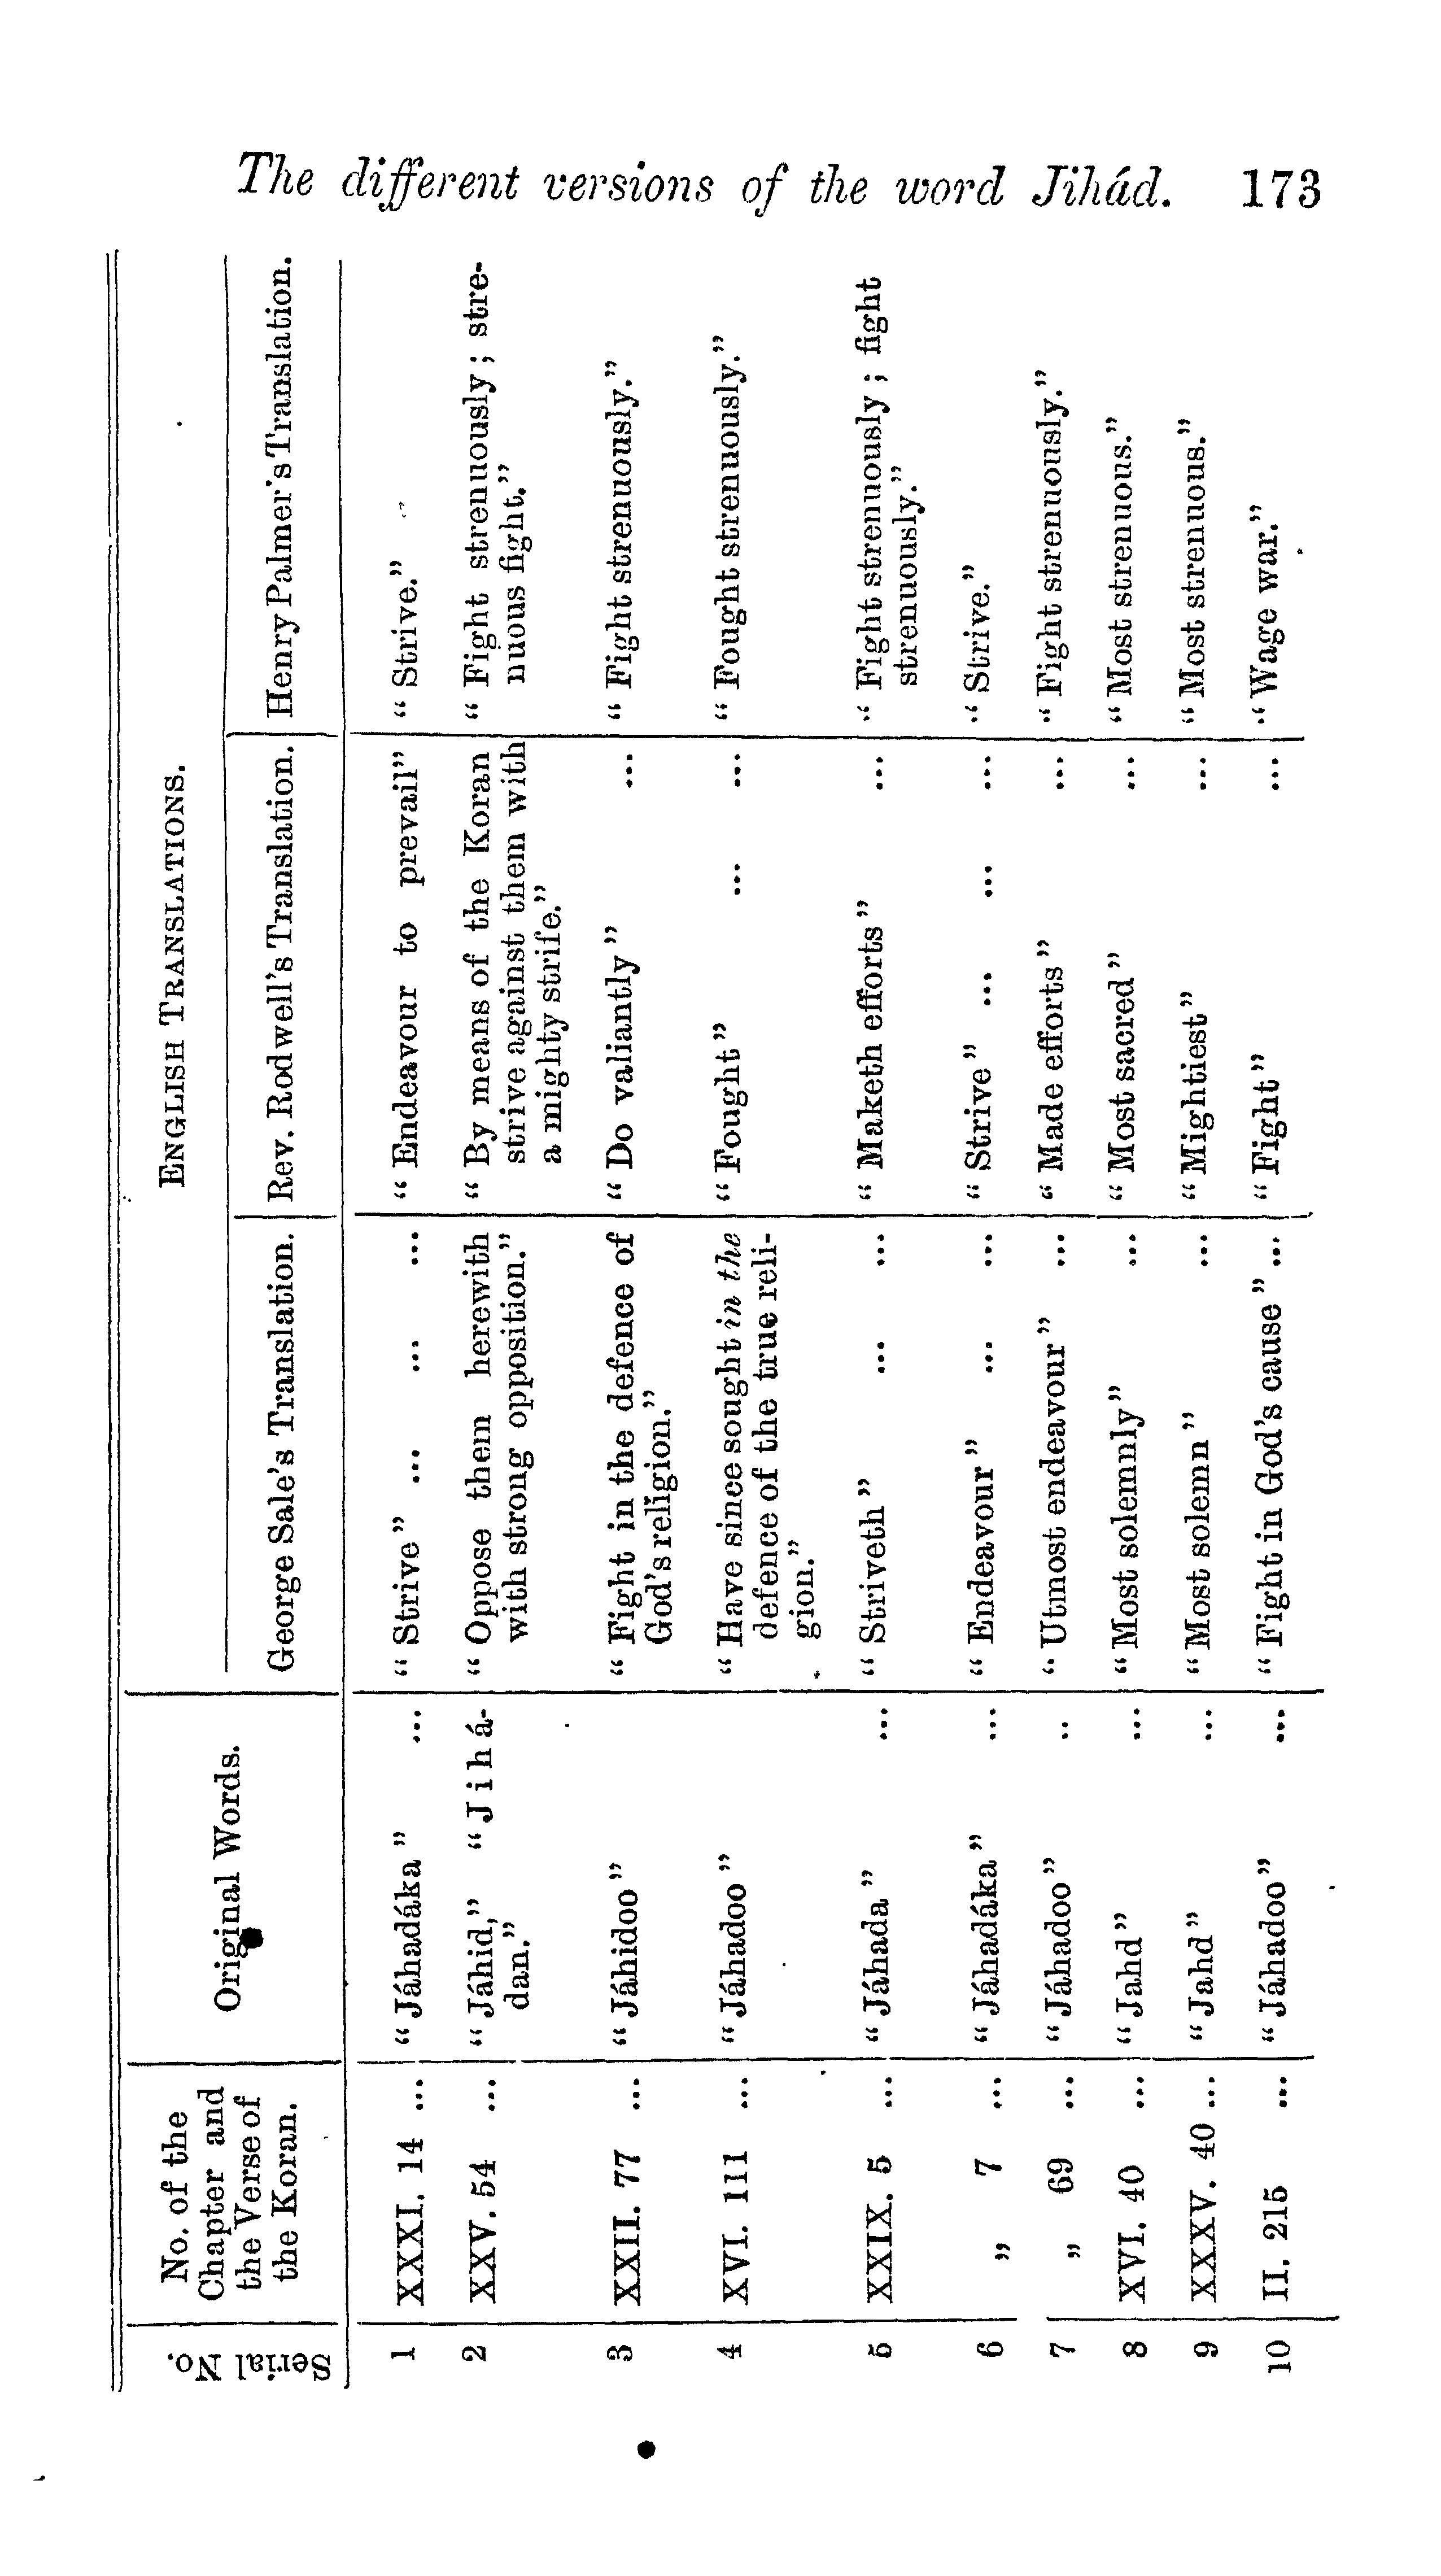 The different versions of the word Jihád. 173
Serial No.
No. of the
Chapter and
the Verse of
the Koran.
Original Words.
ENGLISH TRANSLATIONS.
George Sale's Translation.
Rev. Rodwell's Translation.
Henry Palmer's Translation.
1 XXXI. 14 ... “Jáhadáka” ... “Strive” ... ... ... “Endeavour to prevail” “Strive.”
2 XXV. 54 ... “Jáhid,” “Jihá- “Oppose them herewith “By means of the Koran “Fight strenuously; stre-
dan.” with strong opposition.” strive against them with nuous fight.”
a mighty strife.”
3 XXII. 77 ... “Jáhidoo” “Fight in the defence of “Do valiantly” ... “Fight strenuously.”
God's religion.”
4 XVI. 111 ... “Jáhadoo” “Have since sought in the “Fought” ... ... “Fought strenuously.”
defence of the true reli-
gion.”
5 XXIX. 5 ... “Jáhada” ... “Striveth” ... ... “Maketh efforts” ... “Fight strenuously; fight
strenuously.”
6 ” 7 ... “Jáhadáka” ... “Endeavour” ... ... “Strive” ... ... ... “Strive.”
7 ” 69 ... “Jáhadoo” .. “Utmost endeavour” ... “Made efforts” ... “Fight strenuously.”
8 XVI. 40 ... “Jahd” ... “Most solemnly” ... “Most sacred” ... “Most strenuous.”
9 XXXV. 40 ... “Jahd” ... “Most solemn” ... “Mightiest” ... “Most strenuous.”
10 II. 215 ... “Jáhadoo” ... “Fight in God's cause” ... “Fight” ... “Wage war.”